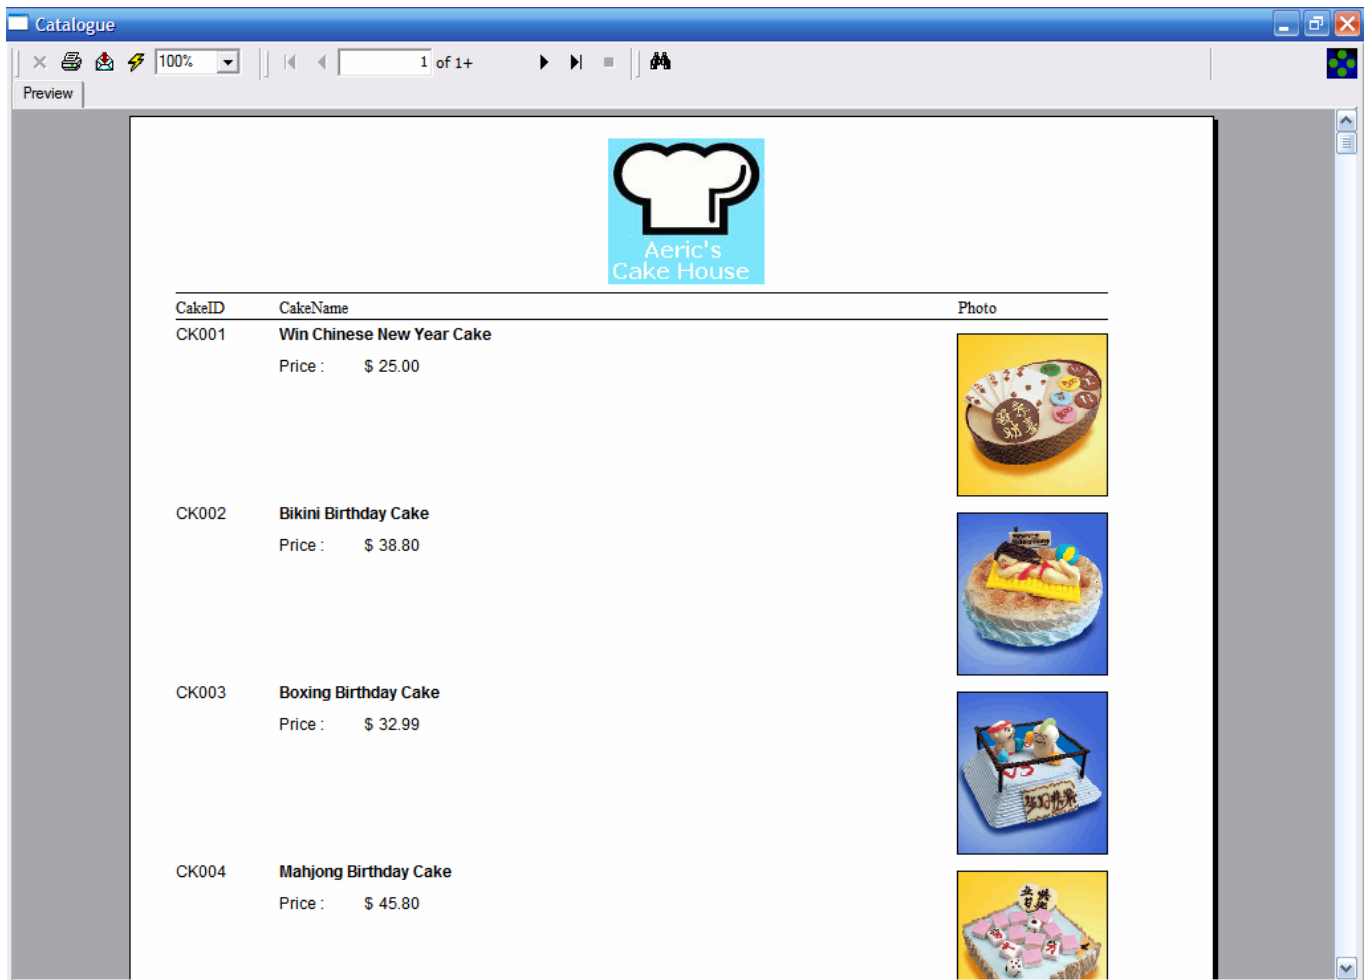 Catalogue
100%
1 of 1+
Preview
Aeric's
Cake House
CakeID CakeName Photo
CK001 Win Chinese New Year Cake
Price : $ 25.00
CK002 Bikini Birthday Cake
Price : $ 38.80
CK003 Boxing Birthday Cake
Price : $ 32.99
VS
CK004 Mahjong Birthday Cake
Price : $ 45.80